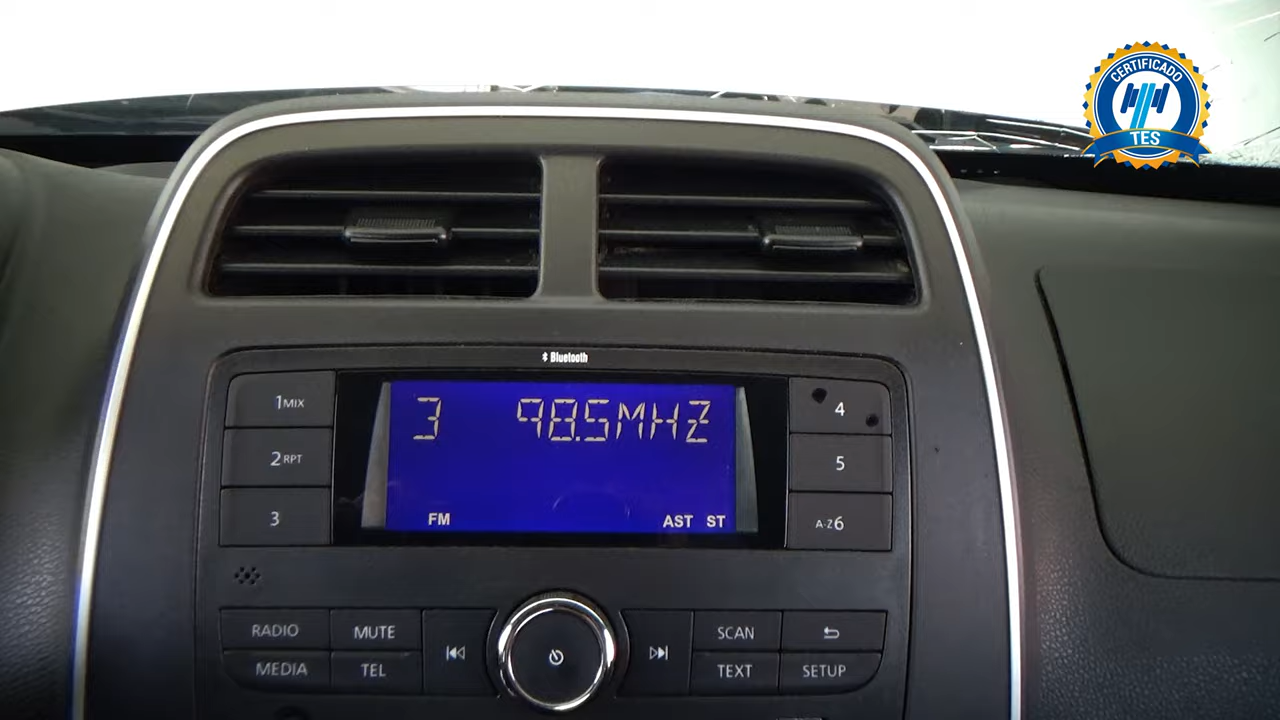 CERTIFICADO
TES
Bluetooth
1MIX
2RPT
3
3 98.5MHZ
FM AST ST
4
5
A-Z6
RADIO MUTE SCAN
MEDIA TEL TEXT SETUP